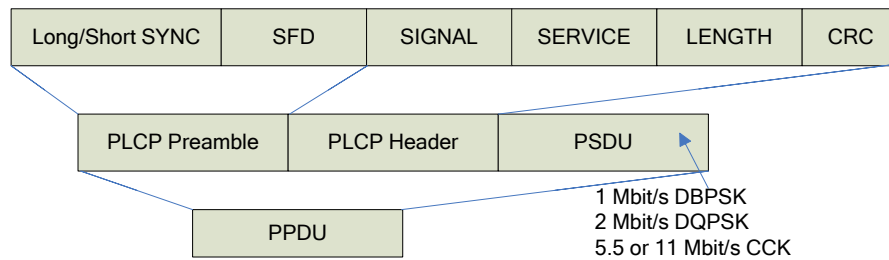 Long/Short SYNC SFD SIGNAL SERVICE LENGTH CRC
PLCP Preamble PLCP Header PSDU
1 Mbit/s DBPSK
2 Mbit/s DQPSK
PPDU
5.5 or 11 Mbit/s CCK